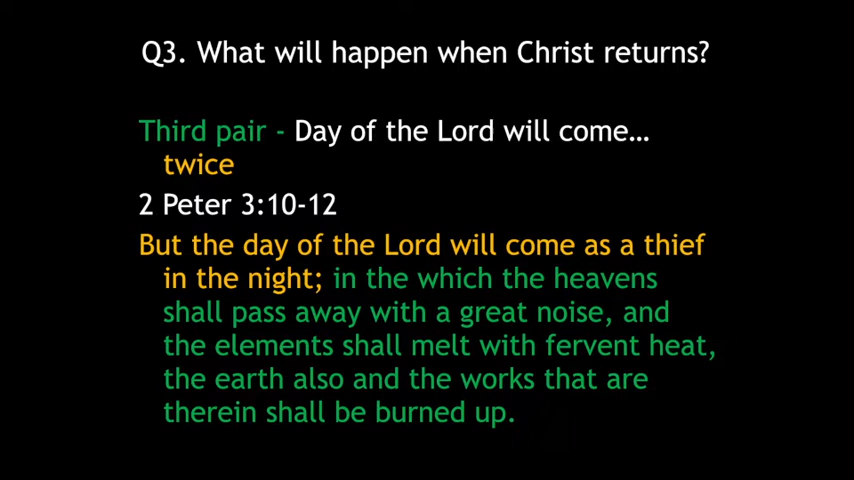 Q3. What will happen when Christ returns?
Third pair - Day of the Lord will come…
twice
2 Peter 3:10-12
But the day of the Lord will come as a thief
in the night; in the which the heavens
shall pass away with a great noise, and
the elements shall melt with fervent heat,
the earth also and the works that are
therein shall be burned up.